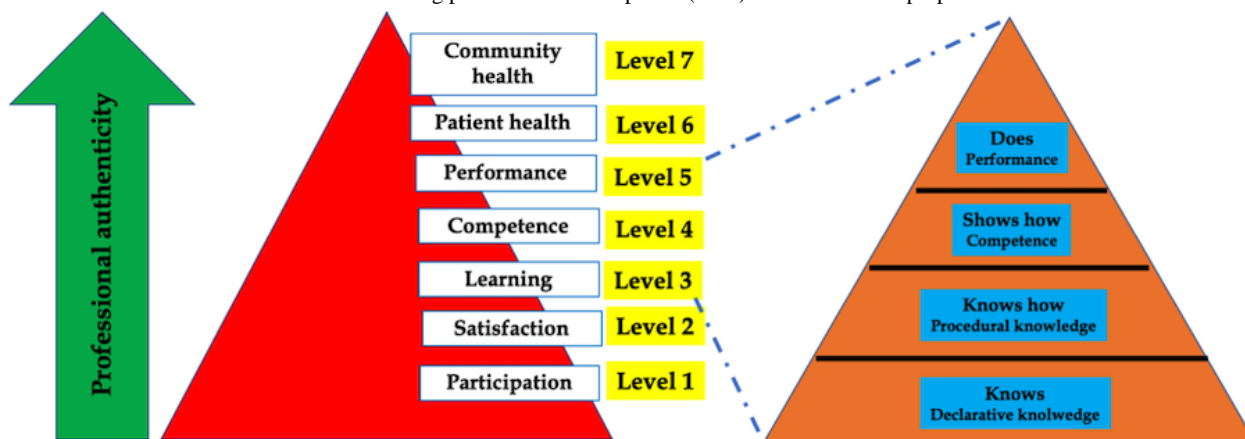 Professional authenticity
Community
health
Level 7
Patient health
Level 6
Performance
Level 5
Competence
Level 4
Learning
Level 3
Satisfaction
Level 2
Participation
Level 1
Does
Performance
Shows how
Competence
Knows how
Procedural knowledge
Knows
Declarative knolwedge